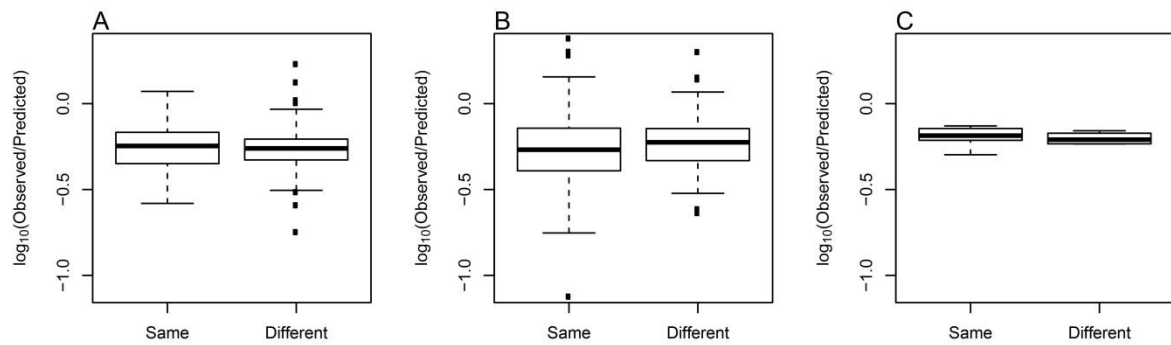 A
log₁₀(Observed/Predicted)
0.0
−0.5
−1.0
Same Different
B
log₁₀(Observed/Predicted)
0.0
−0.5
−1.0
Same Different
C
log₁₀(Observed/Predicted)
0.0
−0.5
−1.0
Same Different